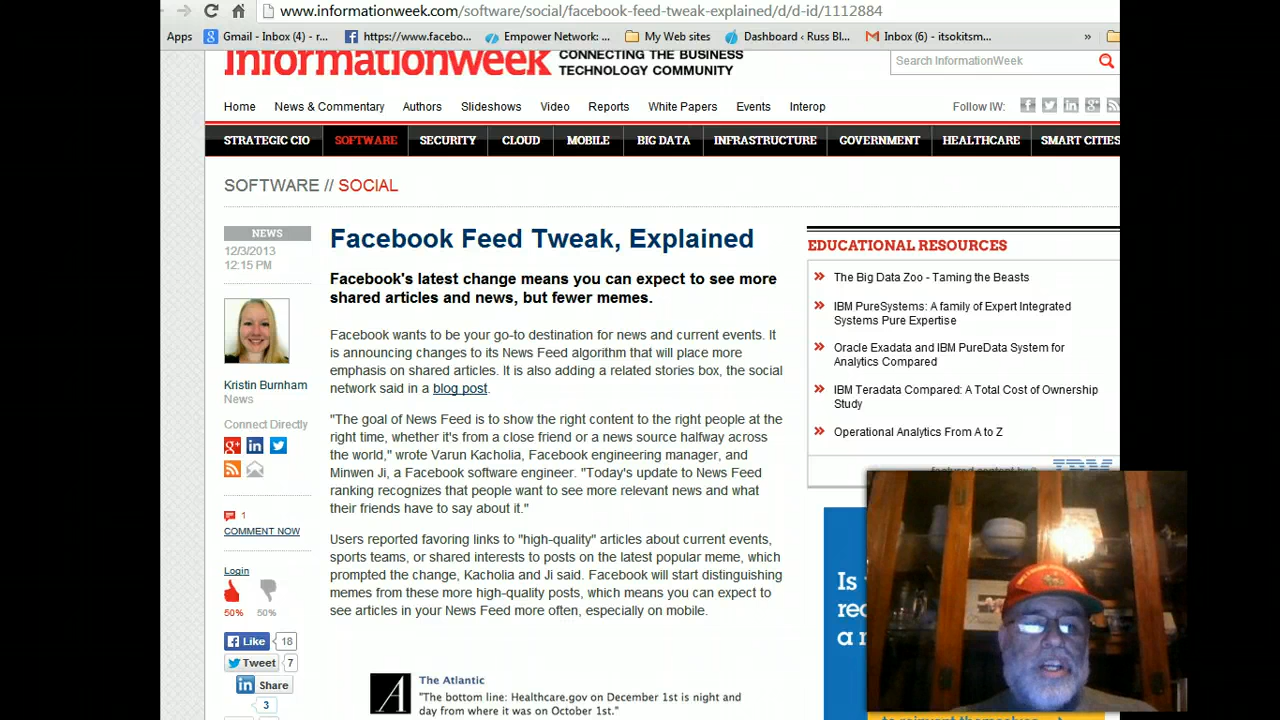 www.informationweek.com/software/social/facebook-feed-tweak-explained/d/d-id/1112884
Apps Gmail - Inbox (4) - r... https://www.facebo... Empower Network: ... My Web sites Dashboard ‹ Russ Bl... Inbox (6) - itsokitsm... »
InformationWeek CONNECTING THE BUSINESS
TECHNOLOGY COMMUNITY
Search InformationWeek
Home News & Commentary Authors Slideshows Video Reports White Papers Events Interop Follow IW:
STRATEGIC CIO SOFTWARE SECURITY CLOUD MOBILE BIG DATA INFRASTRUCTURE GOVERNMENT HEALTHCARE SMART CITIES
SOFTWARE // SOCIAL
NEWS
12/3/2013
12:15 PM
Kristin Burnham
News
Connect Directly
1
COMMENT NOW
Login
50% 50%
Like 18
Tweet 7
Share
3
Facebook Feed Tweak, Explained
Facebook's latest change means you can expect to see more
shared articles and news, but fewer memes.
Facebook wants to be your go-to destination for news and current events. It
is announcing changes to its News Feed algorithm that will place more
emphasis on shared articles. It is also adding a related stories box, the social
network said in a blog post.
"The goal of News Feed is to show the right content to the right people at the
right time, whether it's from a close friend or a news source halfway across
the world," wrote Varun Kacholia, Facebook engineering manager, and
Minwen Ji, a Facebook software engineer. "Today's update to News Feed
ranking recognizes that people want to see more relevant news and what
their friends have to say about it."
Users reported favoring links to "high-quality" articles about current events,
sports teams, or shared interests to posts on the latest popular meme, which
prompted the change, Kacholia and Ji said. Facebook will start distinguishing
memes from these more high-quality posts, which means you can expect to
see articles in your News Feed more often, especially on mobile.
A
The Atlantic
"The bottom line: Healthcare.gov on December 1st is night and
day from where it was on October 1st."
EDUCATIONAL RESOURCES
The Big Data Zoo - Taming the Beasts
IBM PureSystems: A family of Expert Integrated
Systems Pure Expertise
Oracle Exadata and IBM PureData System for
Analytics Compared
IBM Teradata Compared: A Total Cost of Ownership
Study
Operational Analytics From A to Z
featured content by IBM
Is
a
to reinvent themselves